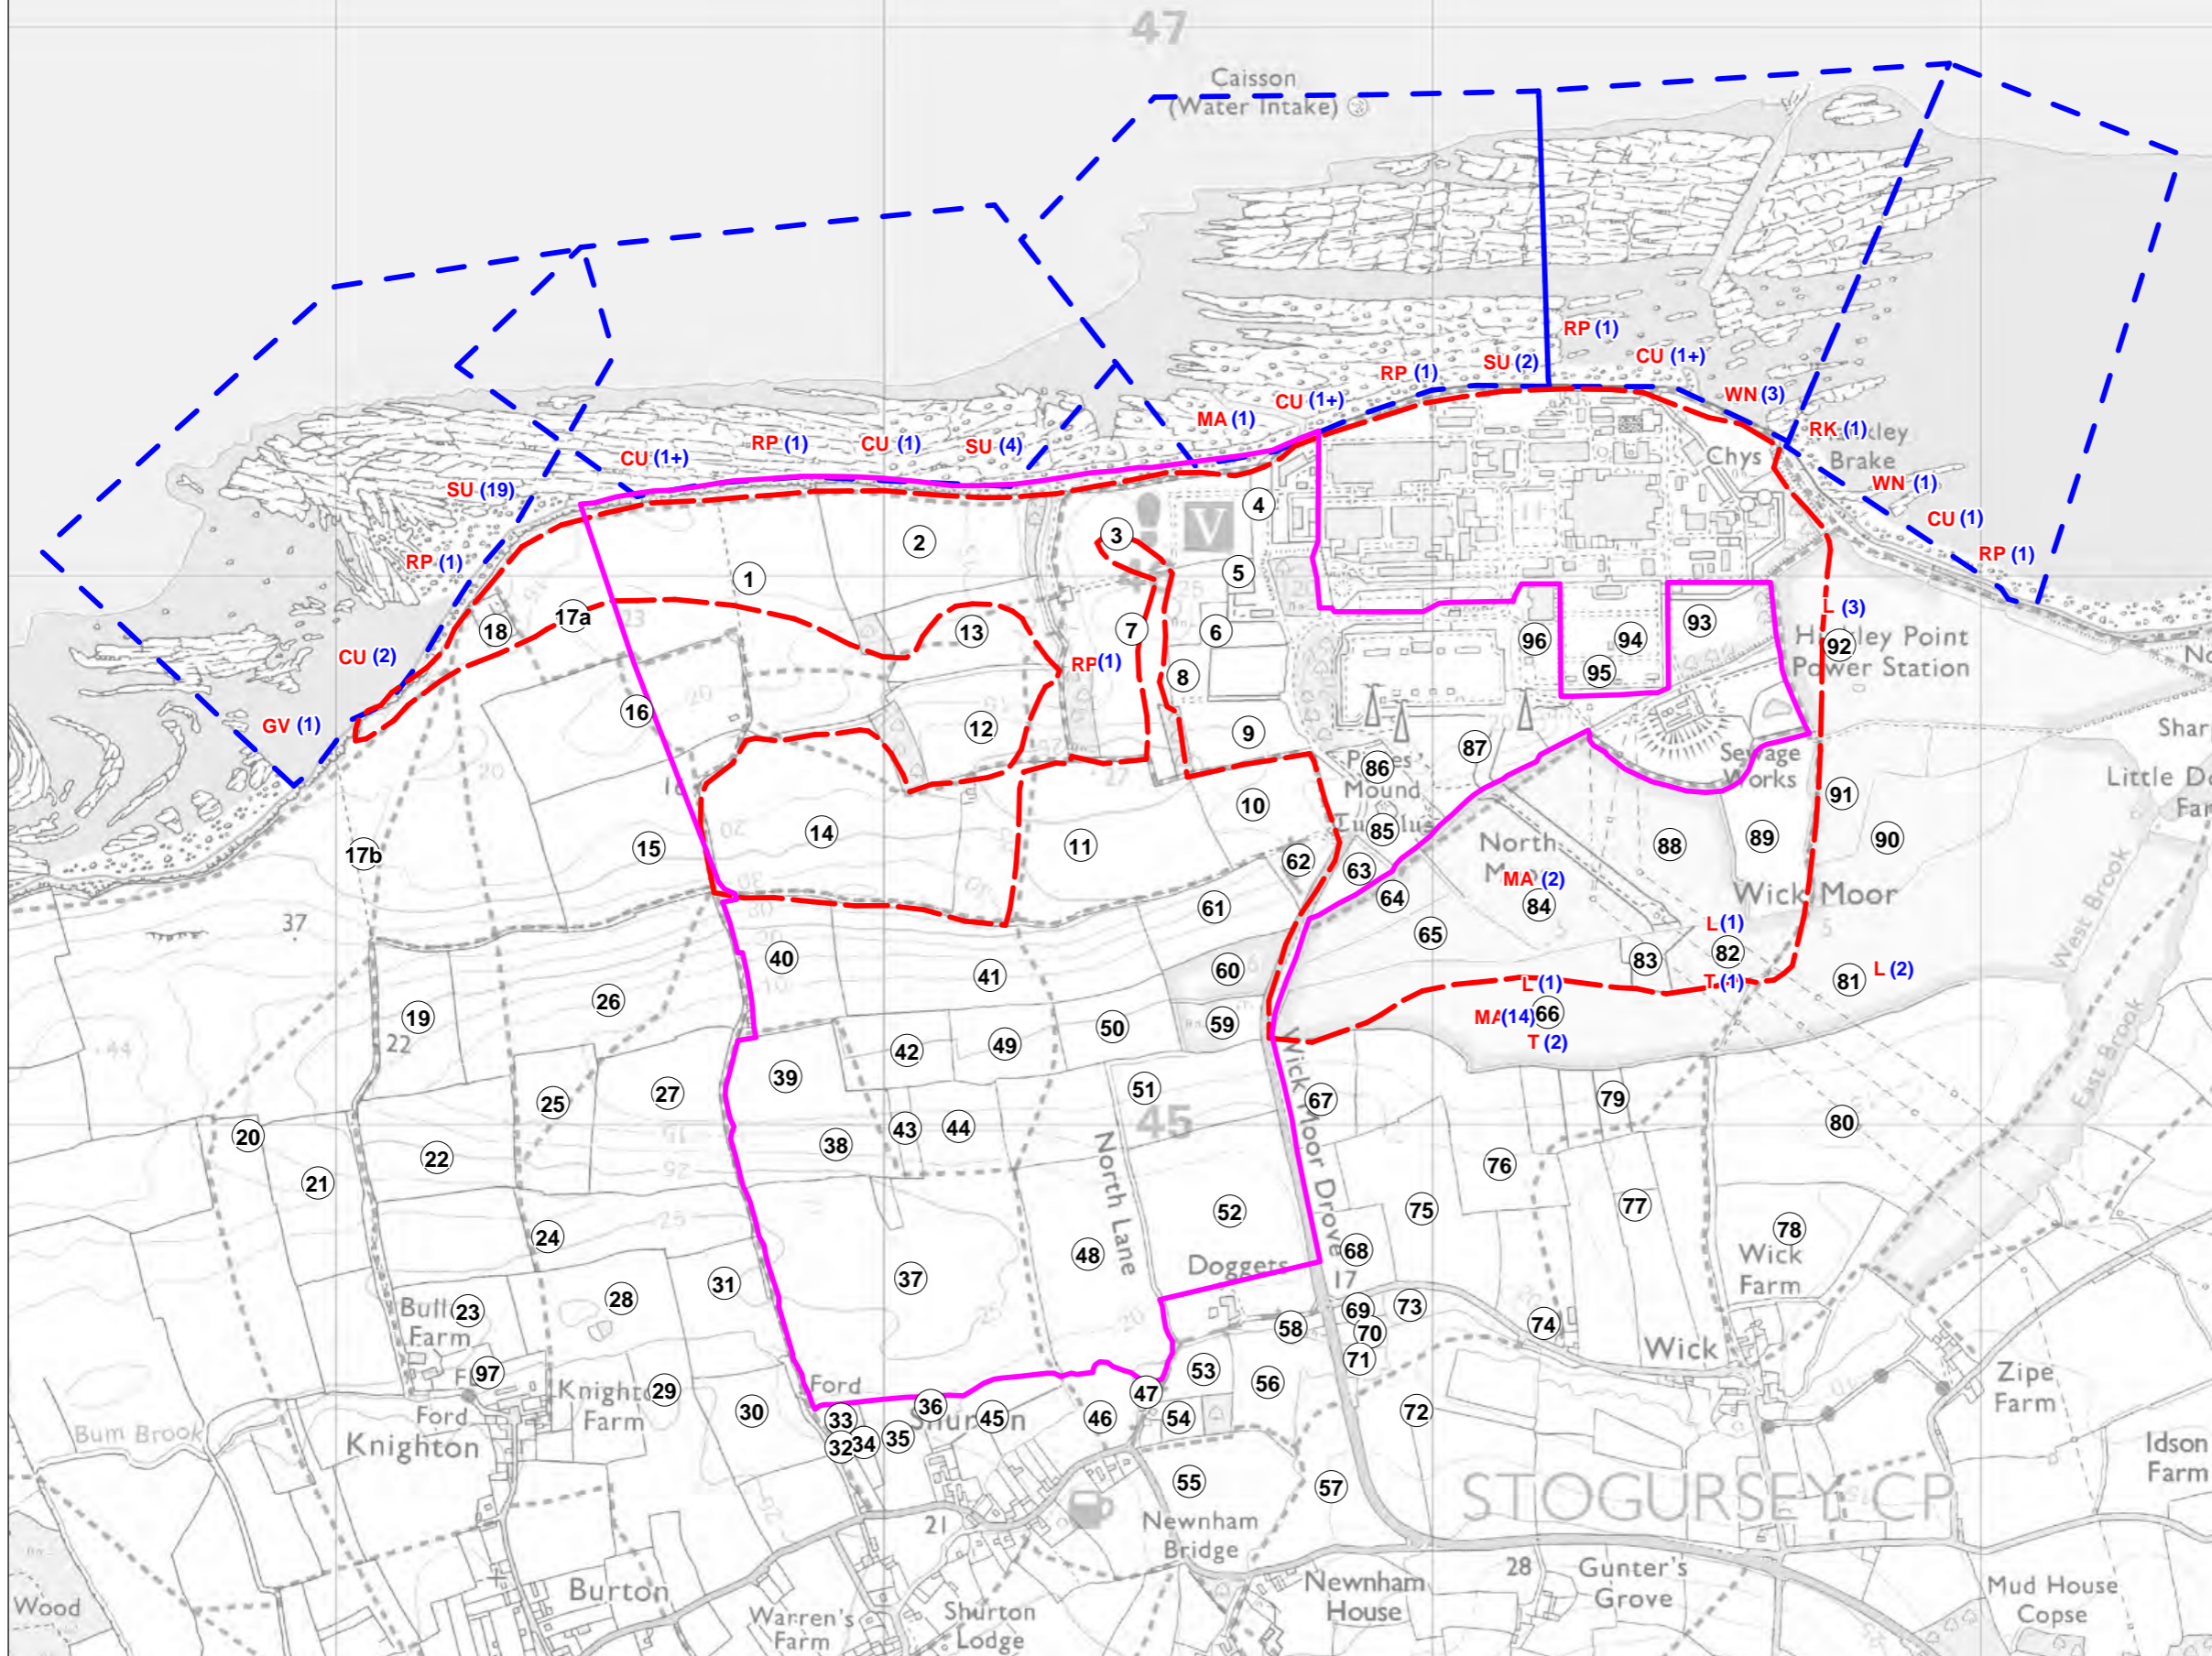 47
Caisson
(Water Intake)
RP (1)
SU (2)
CU (1+)
RP (1)
WN (3)
CU (1+)
MA (1)
RK (1)
Brake
Chys
WN (1)
CU (1)
RP (1)
RP (1)
CU (1)
SU (4)
CU (1+)
SU (19)
RP (1)
CU (2)
GV (1)
1
2
3
4
5
6
7
8
9
10
11
12
13
14
15
16
17a
17b
18
RP (1)
V
23
20
25
27
20
37
L (3)
92
Hinkley Point
Power Station
93
94
95
96
Sewage
Works
87
86
Mound
85
62
63
64
65
North
MA (2)
84
83
L (1)
82
T (1)
88
89
90
91
Wick Moor
5
81
L (2)
L (1)
66
MA (14)
T (2)
West Brook
East Brook
Little
61
60
59
40
41
42
49
50
39
38
43
44
51
45
52
48
37
North Lane
Wick Moor Drove
Doggets
67
68
17
69
70
71
72
73
74
75
76
77
78
79
80
Wick
Farm
Wick
Zipe
Farm
Idson
Farm
19
20
21
22
22
44
23
24
25
26
27
28
29
30
31
97
Farm
Ford
Knighton
Farm
Knighton
Bum Brook
Ford
32
33
34
35
36
45
46
47
53
54
55
56
57
58
Shurton
21
Newnham
Bridge
Newnham
House
STOGURSEY CP
28
Gunter's
Grove
Mud House
Copse
Wood
Burton
Warren's
Farm
Shurton
Lodge